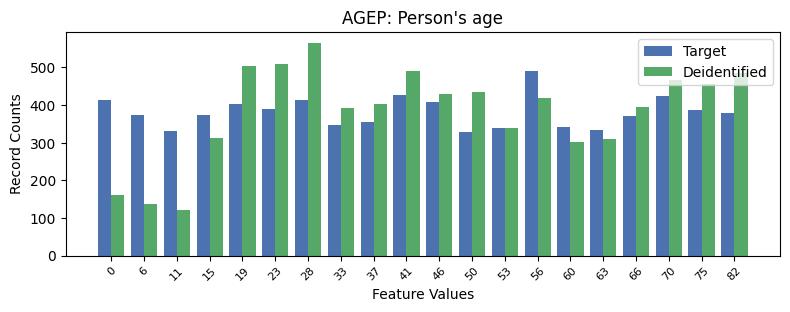 AGEP: Person's age
Target
Deidentified
Record Counts
500
400
300
200
100
0
0 6 11 15 19 23 28 33 37 41 46 50 53 56 60 63 66 70 75 82
Feature Values